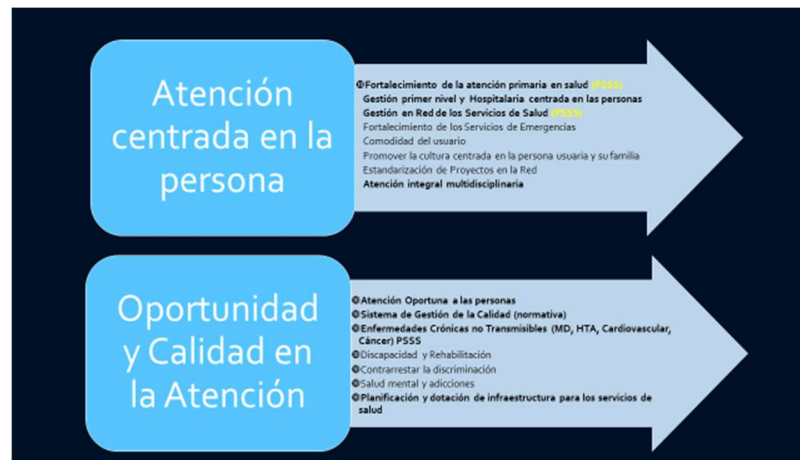 Atención
centrada en la
persona
Fortalecimiento de la atención primaria en salud (PSSS)
Gestión primer nivel y Hospitalaria centrada en las personas
Gestión en Red de los Servicios de Salud (PSSS)
Fortalecimiento de los Servicios de Emergencias
Comodidad del usuario
Promover la cultura centrada en la persona usuaria y su familia
Estandarización de Proyectos en la Red
Atención integral multidisciplinaria
Oportunidad
y Calidad en
la Atención
Atención Oportuna a las personas
Sistema de Gestión de la Calidad (normativa)
Enfermedades Crónicas no Transmisibles (MD, HTA, Cardiovascular,
Cáncer) PSSS
Discapacidad y Rehabilitación
Contrarrestar la discriminación
Salud mental y adicciones
Planificación y dotación de infraestructura para los servicios de
salud